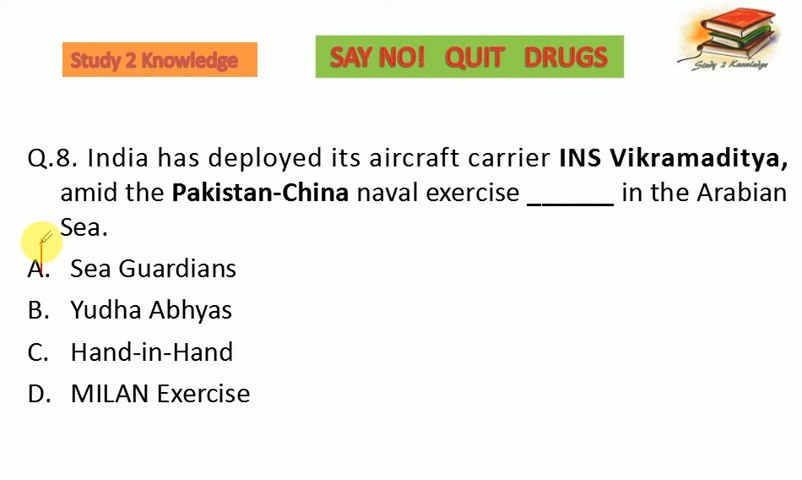 Study 2 Knowledge
SAY NO! QUIT DRUGS
Study 2 Knowledge
Q.8. India has deployed its aircraft carrier INS Vikramaditya,
amid the Pakistan-China naval exercise ______ in the Arabian
Sea.
A. Sea Guardians
B. Yudha Abhyas
C. Hand-in-Hand
D. MILAN Exercise